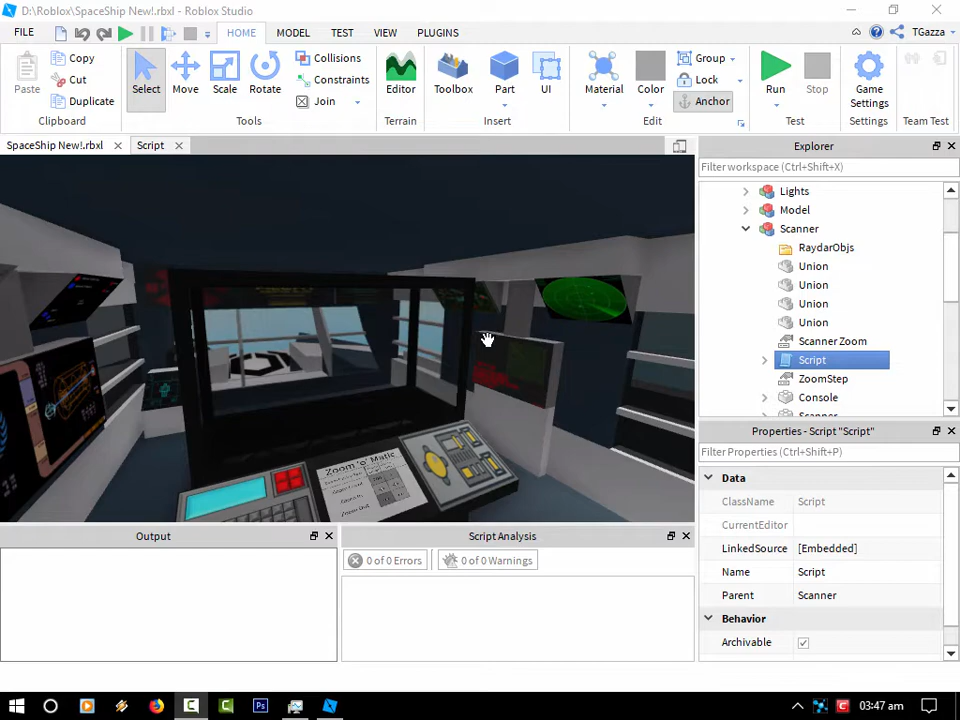 D:\Roblox\SpaceShip New!.rbxl - Roblox Studio
FILE
HOME
MODEL
TEST
VIEW
PLUGINS
TGazza
Paste
Copy
Cut
Duplicate
Clipboard
Select
Move
Scale
Rotate
Collisions
Constraints
Join
Tools
Editor
Terrain
Toolbox
Part
UI
Insert
Material
Color
Group
Lock
Anchor
Edit
Run
Stop
Test
Game
Settings
Settings
Team Test
SpaceShip New!.rbxl
Script
Explorer
Filter workspace (Ctrl+Shift+X)
Lights
Model
Scanner
RaydarObjs
Union
Union
Union
Union
Scanner Zoom
Script
ZoomStep
Console
Scanner
Zoom 'o' Matic
Properties - Script "Script"
Filter Properties (Ctrl+Shift+P)
Data
ClassName Script
CurrentEditor
LinkedSource [Embedded]
Name Script
Parent Scanner
Behavior
Archivable
Output
Script Analysis
0 of 0 Errors
0 of 0 Warnings
03:47 am